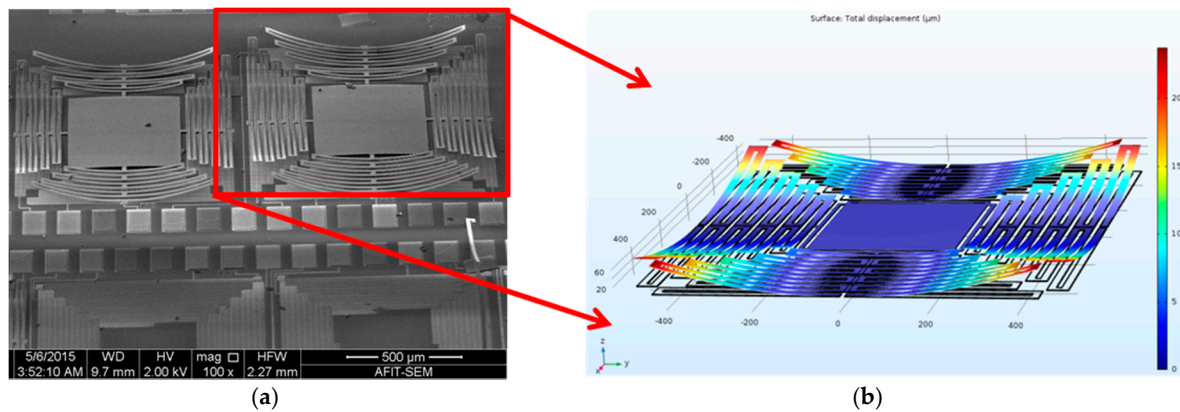 Surface: Total displacement (µm)
20
15
10
5
0
-400
-200
0
200
400
60
20
-400
-200
0
200
400
z
y
x
5/6/2015 WD HV mag HFW 500 µm
3:52:10 AM 9.7 mm 2.00 kV 100 x 2.27 mm AFIT-SEM
(a) (b)